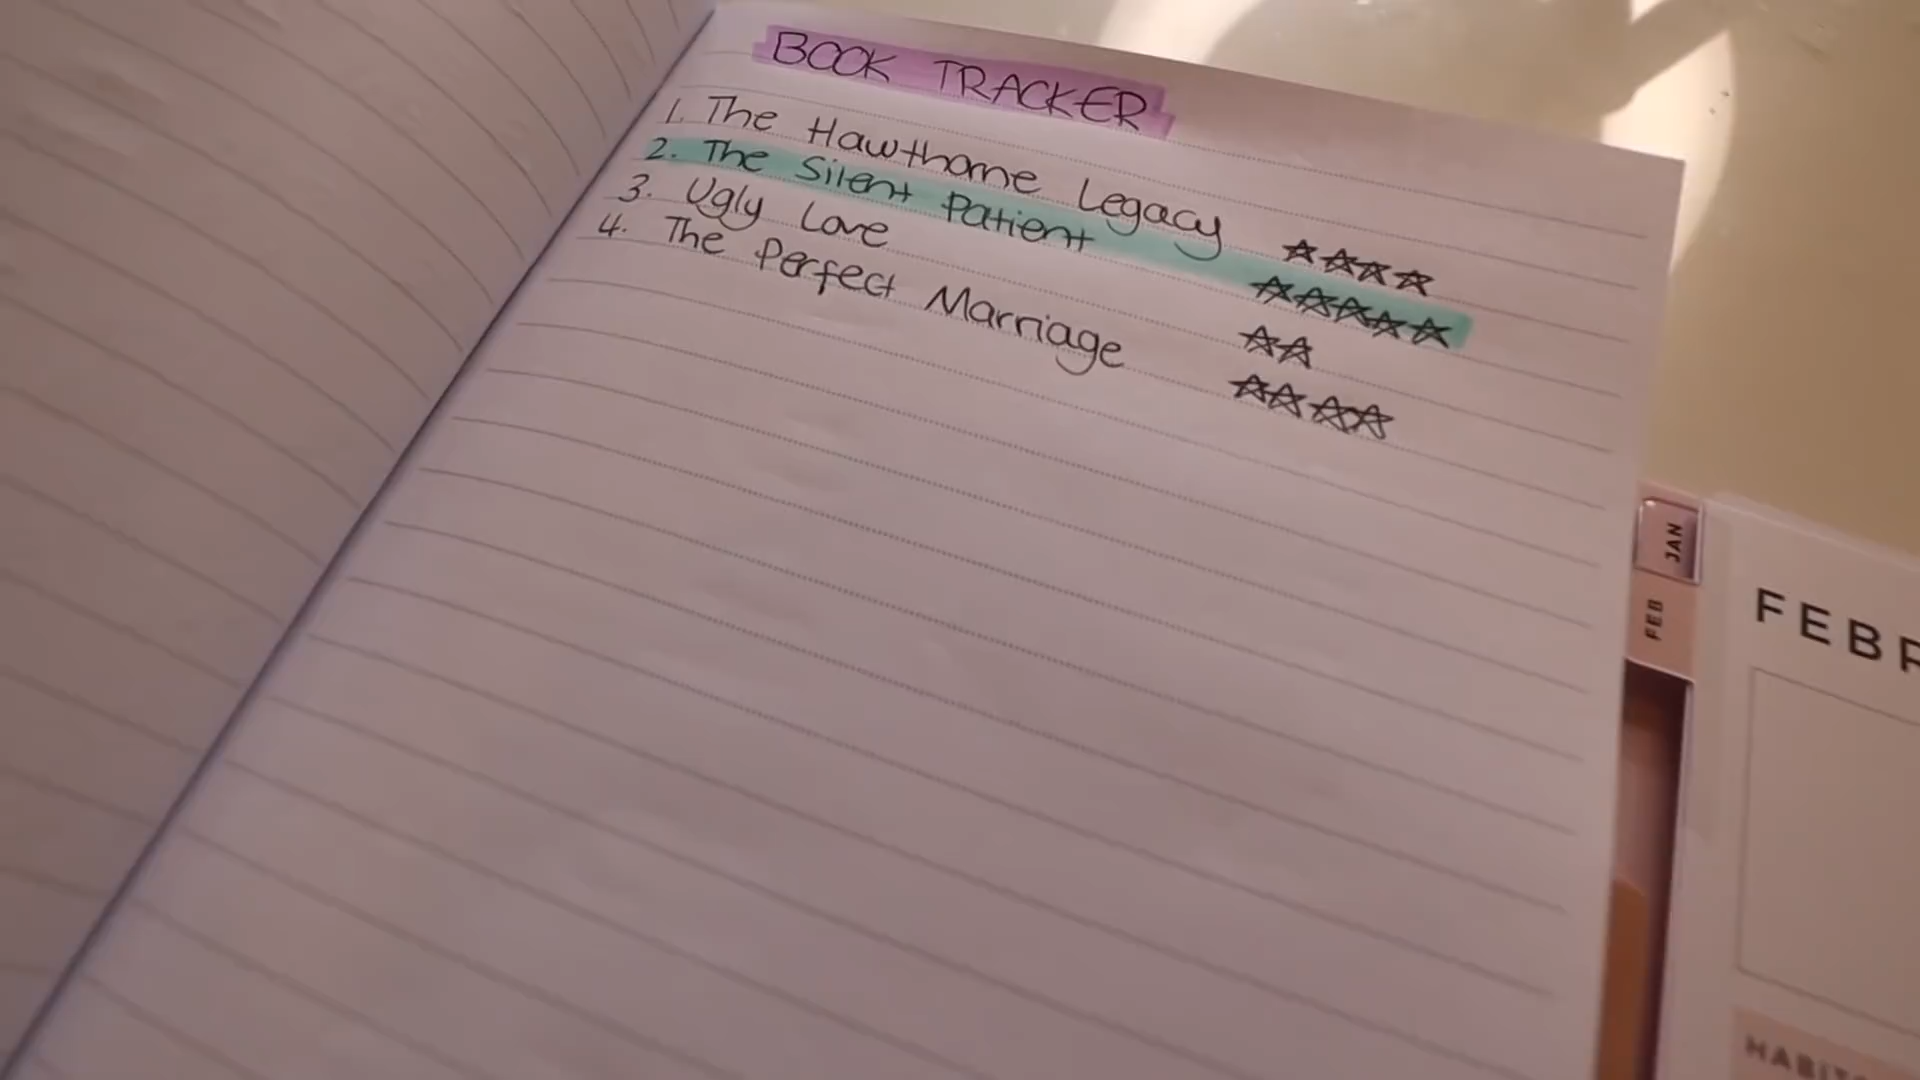 BOOK TRACKER
1. The Hawthorne Legacy ☆☆☆☆
2. The Silent Patient ☆☆☆☆☆
3. Ugly Love ☆☆
4. The Perfect Marriage ☆☆☆☆
JAN
FEB
FEBR
HABIT